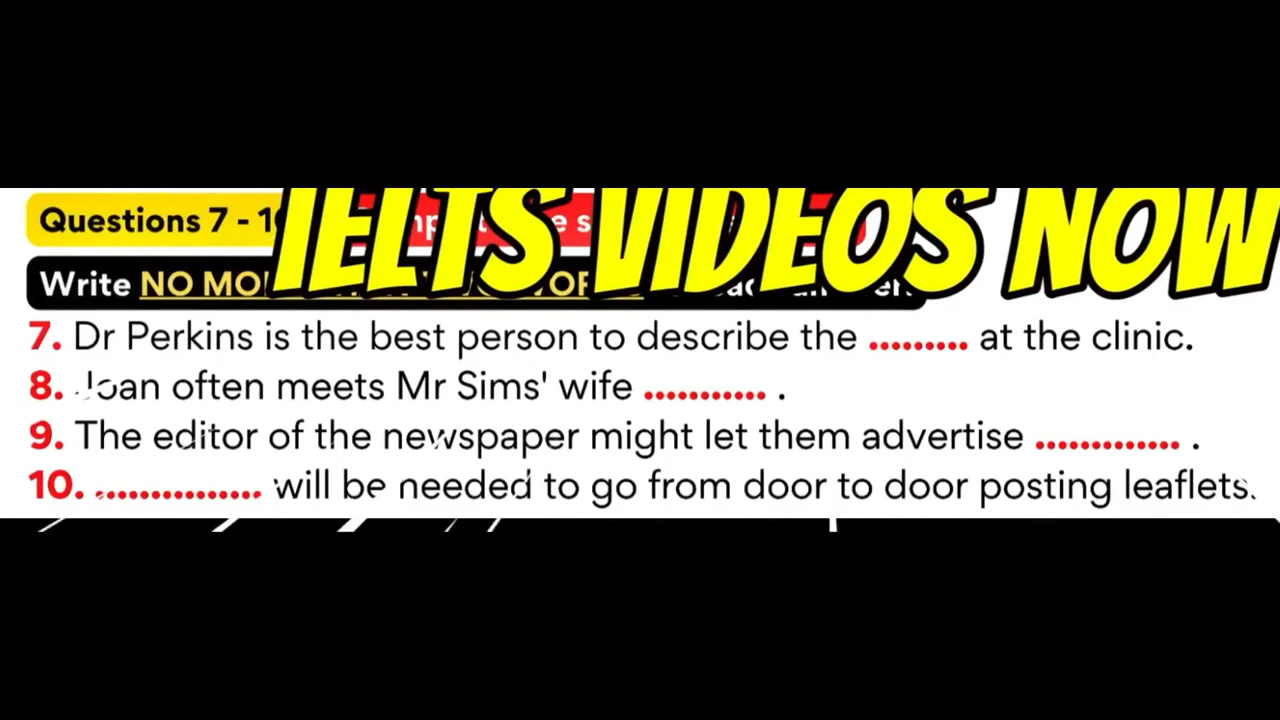 IELTS VIDEOS NOW
Questions 7 -
Write NO
7. Dr Perkins is the best person to describe the ......... at the clinic.
8. Joan often meets Mr Sims' wife ........... .
9. The editor of the newspaper might let them advertise ............. .
10. ............... will be needed to go from door to door posting leaflets.